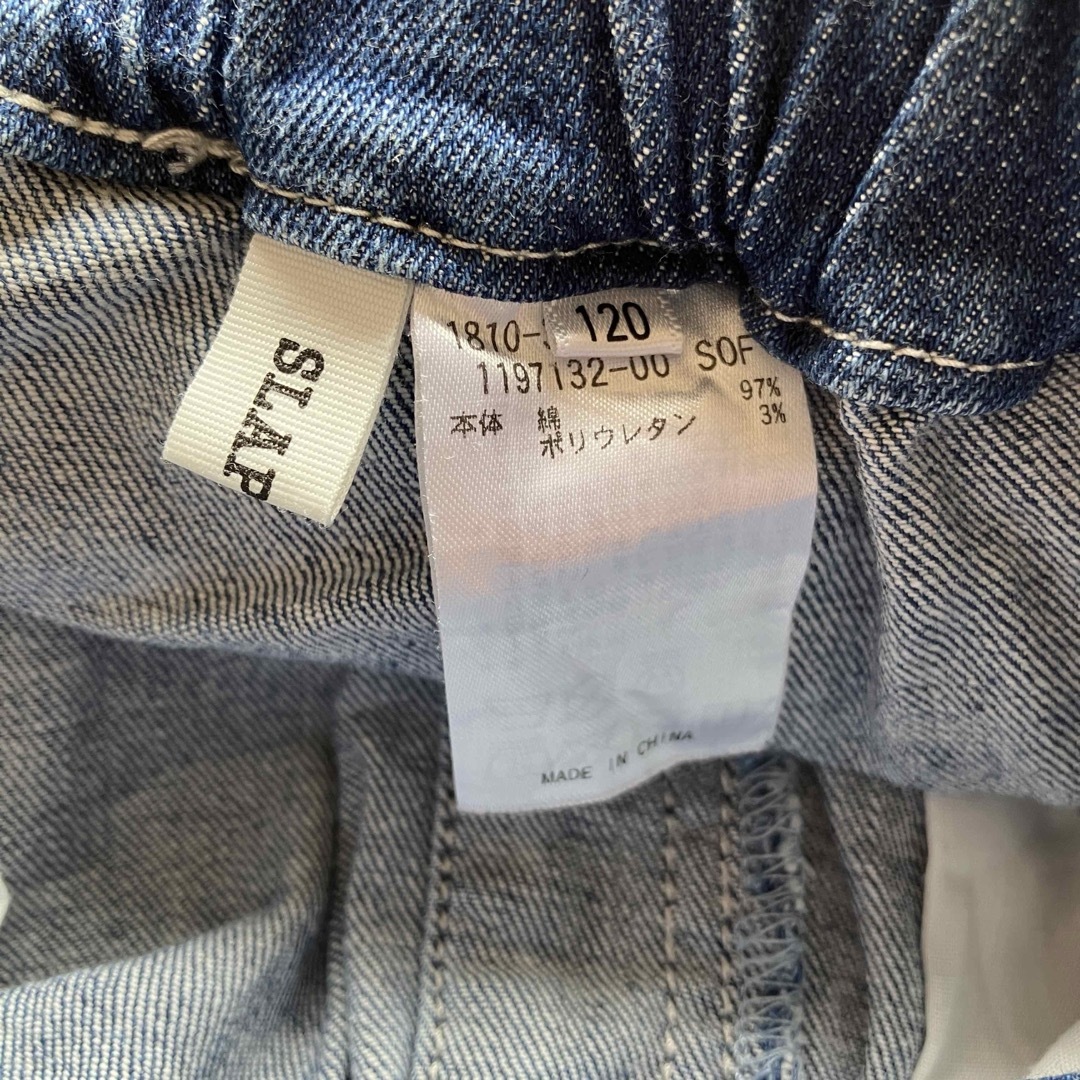 SLAP
120
1810-
1197132-00 SOF
本体 綿 97%
ポリウレタン 3%
MADE IN CHINA